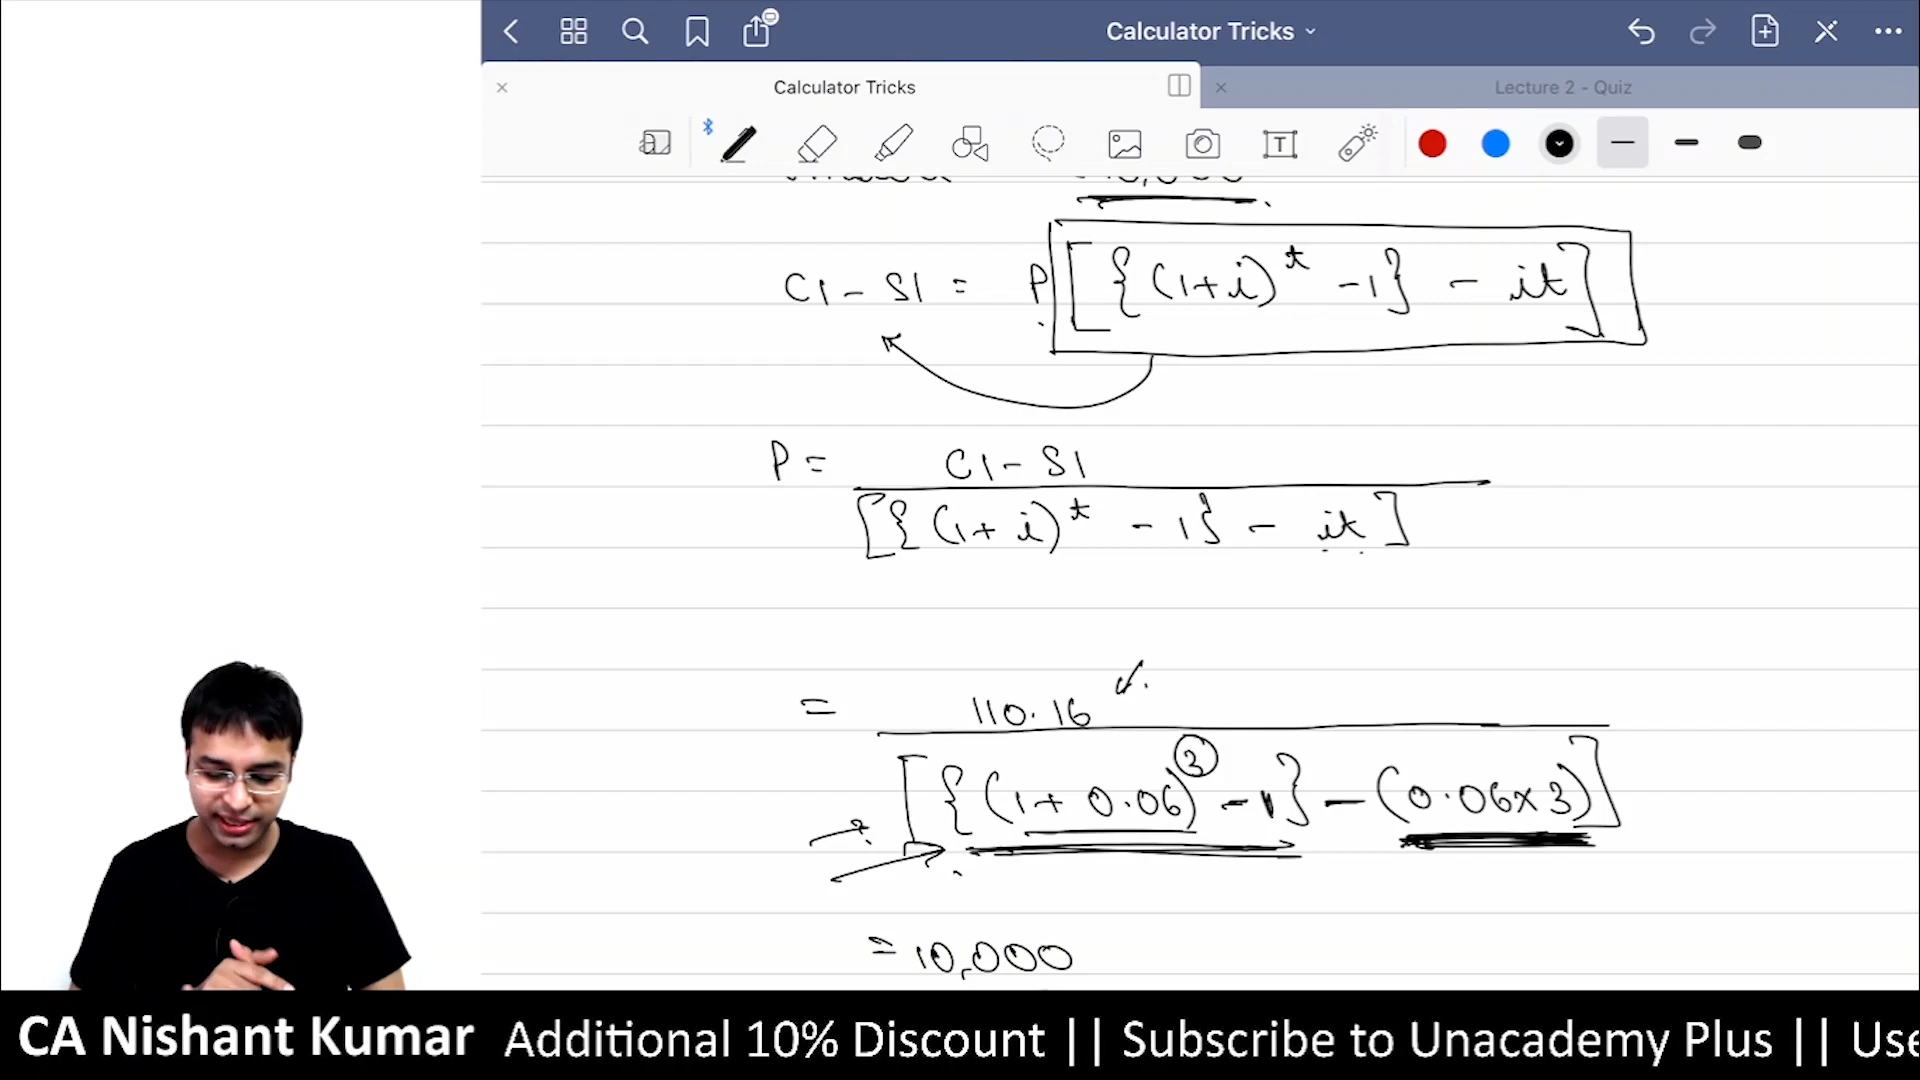 Calculator Tricks
Calculator Tricks
Lecture 2 - Quiz
CI - SI = P [{(1+i)^t - 1} - it]
P = CI - SI
[{(1+i)^t - 1} - it]
= 110.16
[{(1+0.06)^3 - 1} - (0.06×3)]
= 10,000
CA Nishant Kumar Additional 10% Discount || Subscribe to Unacademy Plus || Use